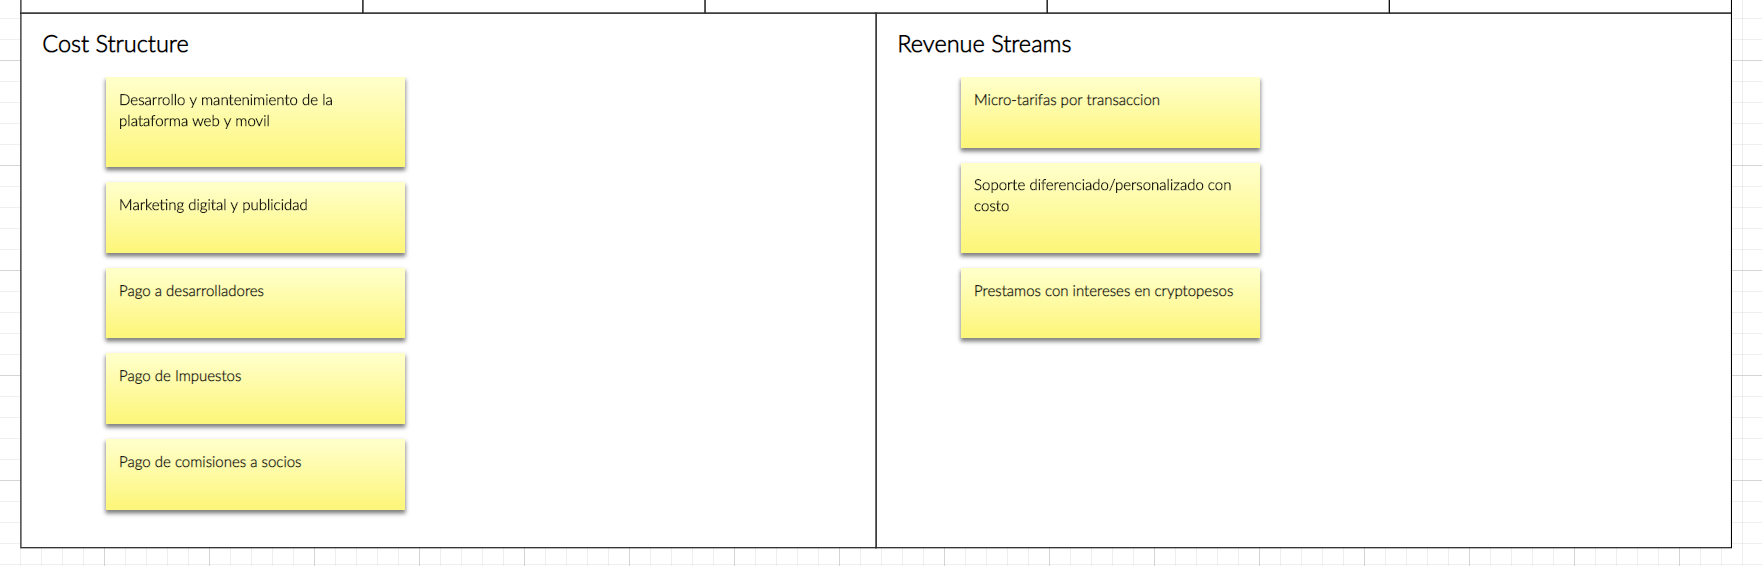 Cost Structure
Desarrollo y mantenimiento de la
plataforma web y movil
Marketing digital y publicidad
Pago a desarrolladores
Pago de Impuestos
Pago de comisiones a socios
Revenue Streams
Micro-tarifas por transaccion
Soporte diferenciado/personalizado con
costo
Prestamos con intereses en cryptopesos